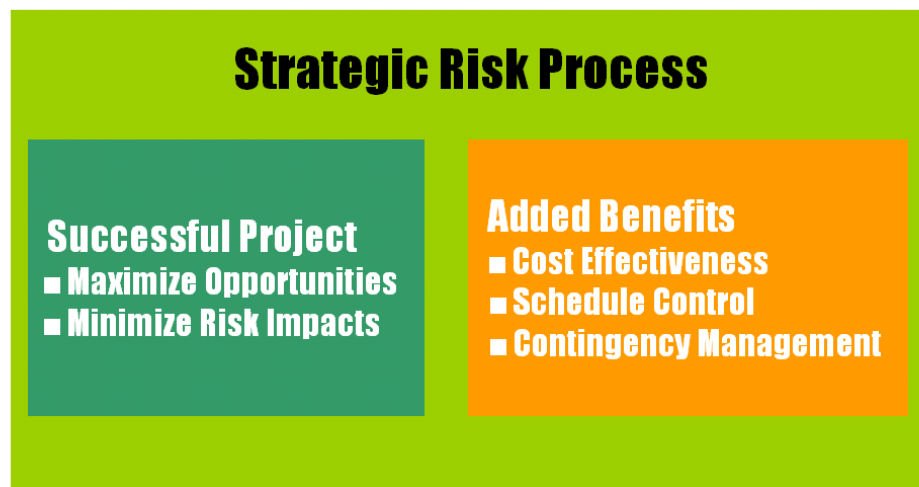 Strategic Risk Process
Successful Project
■ Maximize Opportunities
■ Minimize Risk Impacts
Added Benefits
■ Cost Effectiveness
■ Schedule Control
■ Contingency Management